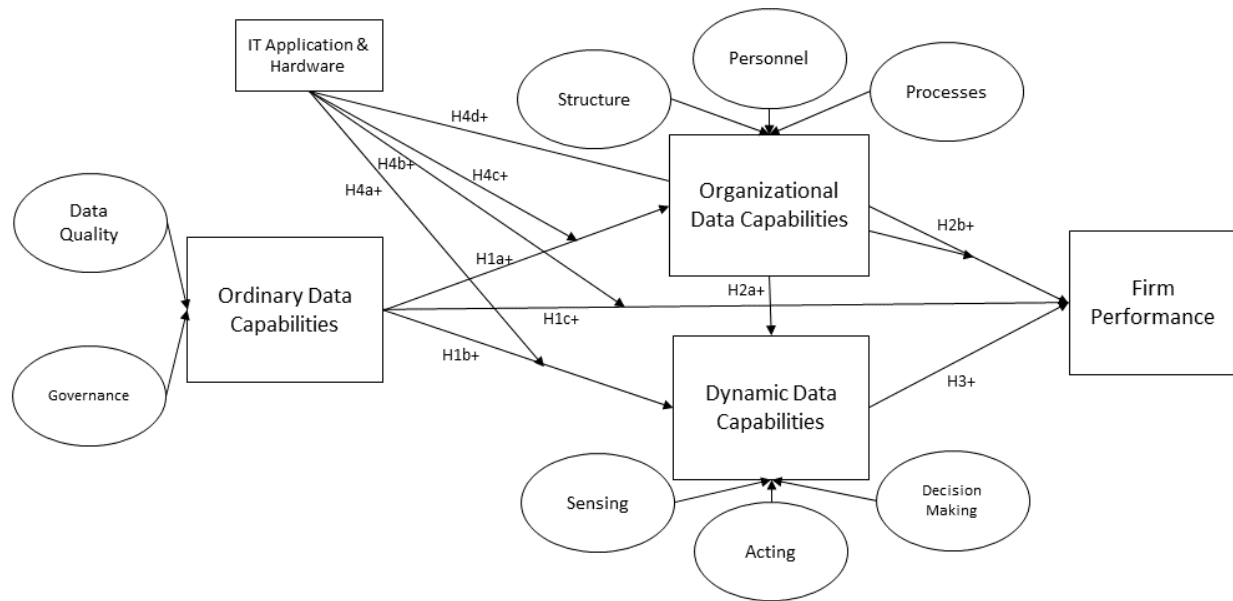 IT Application &
Hardware
Personnel
Structure
Processes
H4d+
H4b+
H4c+
H4a+
Data
Quality
Organizational
Data Capabilities
H2b+
H1a+
Ordinary Data
Capabilities
H2a+
Firm
Performance
H1c+
H1b+
Governance
Dynamic Data
Capabilities
H3+
Sensing
Decision
Making
Acting